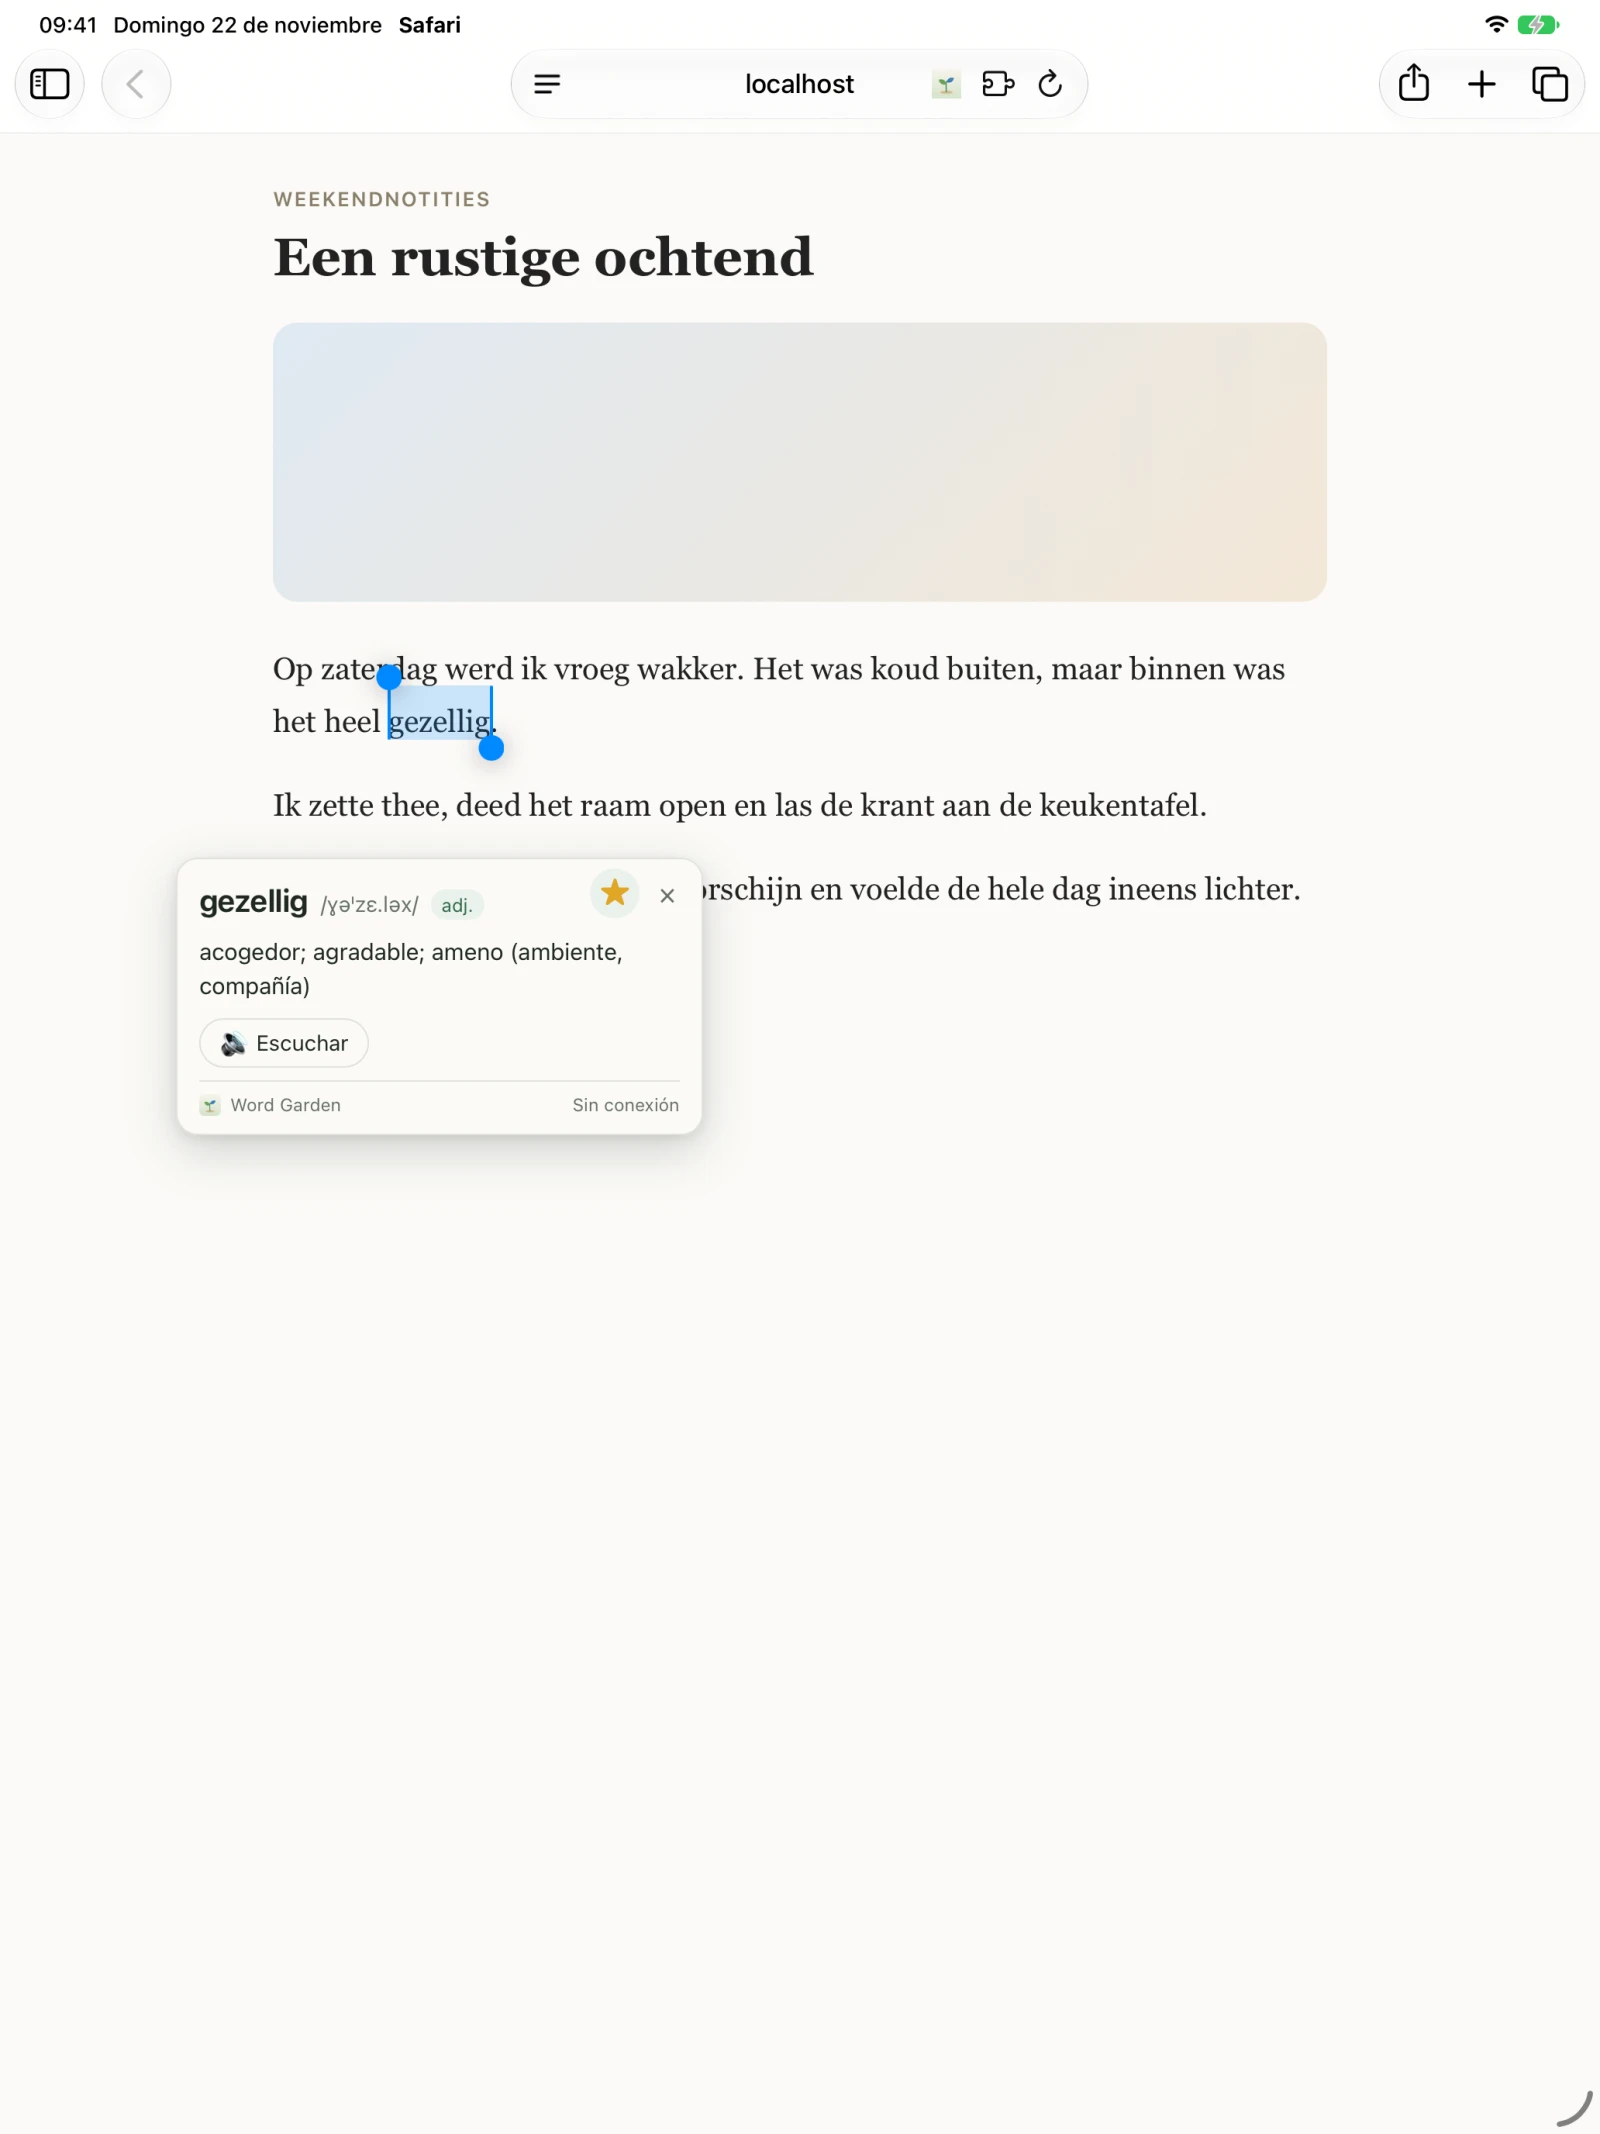 09:41 Domingo 22 de noviembre Safari
localhost
WEEKENDNOTITIES
Een rustige ochtend
Op zaterdag werd ik vroeg wakker. Het was koud buiten, maar binnen was
het heel gezellig.
Ik zette thee, deed het raam open en las de krant aan de keukentafel.
en voelde de hele dag ineens lichter.
gezellig /ɣəˈzɛ.ləx/ adj.
acogedor; agradable; ameno (ambiente,
compañía)
Escuchar
Word Garden Sin conexión